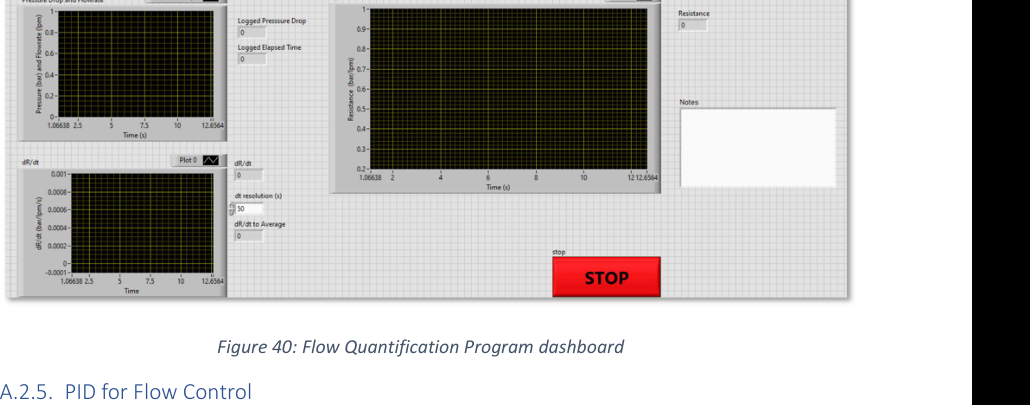 Pressure Drop and Flowrate
Pressure (bar) and Flowrate (lpm)
1
0.8
0.6
0.4
0.2
0
1.06638 2.5 5 7.5 10 12.6564
Time (s)
Logged Presssure Drop
0
Logged Elapsed Time
0
Resistance (bar/lpm)
1
0.9
0.8
0.7
0.6
0.5
0.4
0.3
0.2
1.06638 2 4 6 8 10 12 12.6564
Time (s)
Resistance
0
Notes
dR/dt
Plot 0
dR/dt (bar/lpm/s)
0.001
0.0008
0.0006
0.0004
0.0002
0
-0.0001
1.06638 2.5 5 7.5 10 12.6564
Time
dR/dt
0
dt resolution (s)
50
dR/dt to Average
0
stop
STOP
Figure 40: Flow Quantification Program dashboard
A.2.5. PID for Flow Control